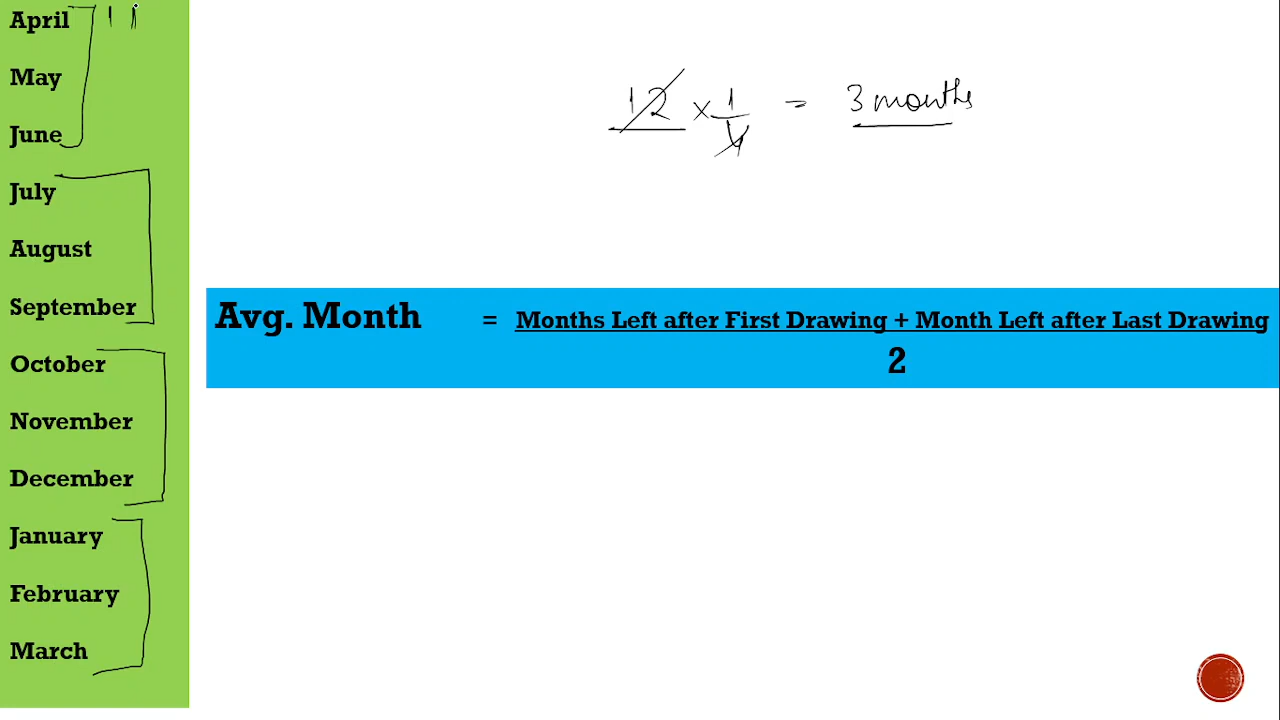 April 11
May
June
July
August
September
October
November
December
January
February
March
12 × 1/4 = 3 months
Avg. Month = Months Left after First Drawing + Month Left after Last Drawing
2